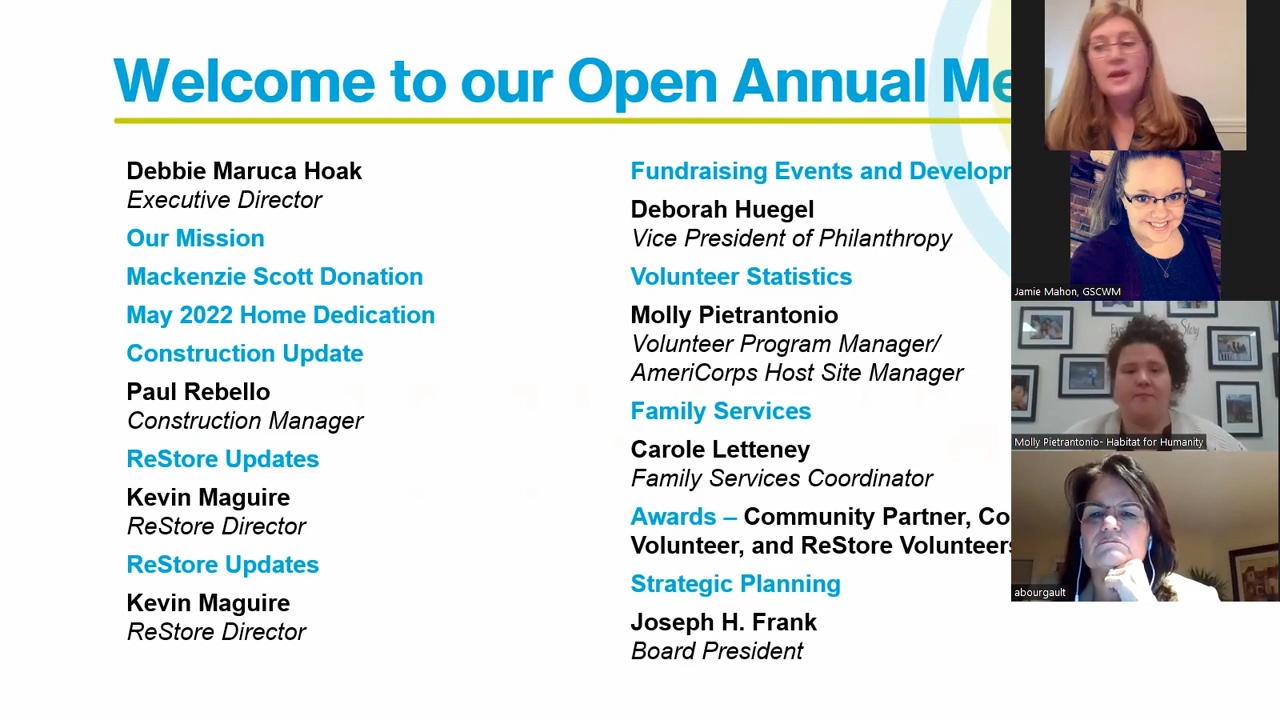 Welcome to our Open Annual Me
Debbie Maruca Hoak
Executive Director
Our Mission
Mackenzie Scott Donation
May 2022 Home Dedication
Construction Update
Paul Rebello
Construction Manager
ReStore Updates
Kevin Maguire
ReStore Director
ReStore Updates
Kevin Maguire
ReStore Director
Fundraising Events and Develop
Deborah Huegel
Vice President of Philanthropy
Volunteer Statistics
Molly Pietrantonio
Volunteer Program Manager/
AmeriCorps Host Site Manager
Family Services
Carole Letteney
Family Services Coordinator
Awards – Community Partner, Co
Volunteer, and ReStore Volunteers
Strategic Planning
Joseph H. Frank
Board President
Jamie Mahon, GSCWM
Molly Pietrantonio- Habitat for Humanity
abourgault